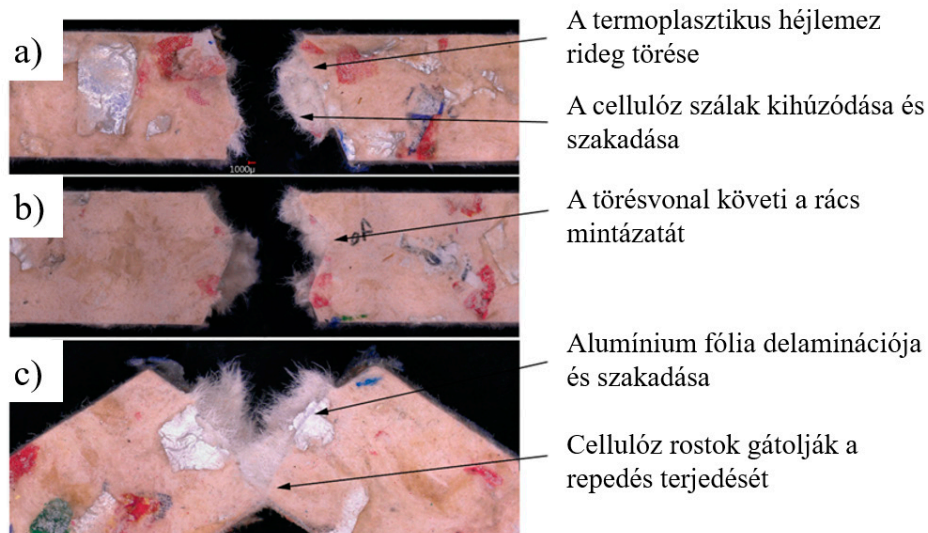 a)
A termoplasztikus héjlemez
rideg törése
A cellulóz szálak kihúzódása és
szakadása
1000µ
b)
A törésvonal követi a rács
mintázatát
c)
Alumínium fólia delaminációja
és szakadása
Cellulóz rostok gátolják a
repedés terjedését